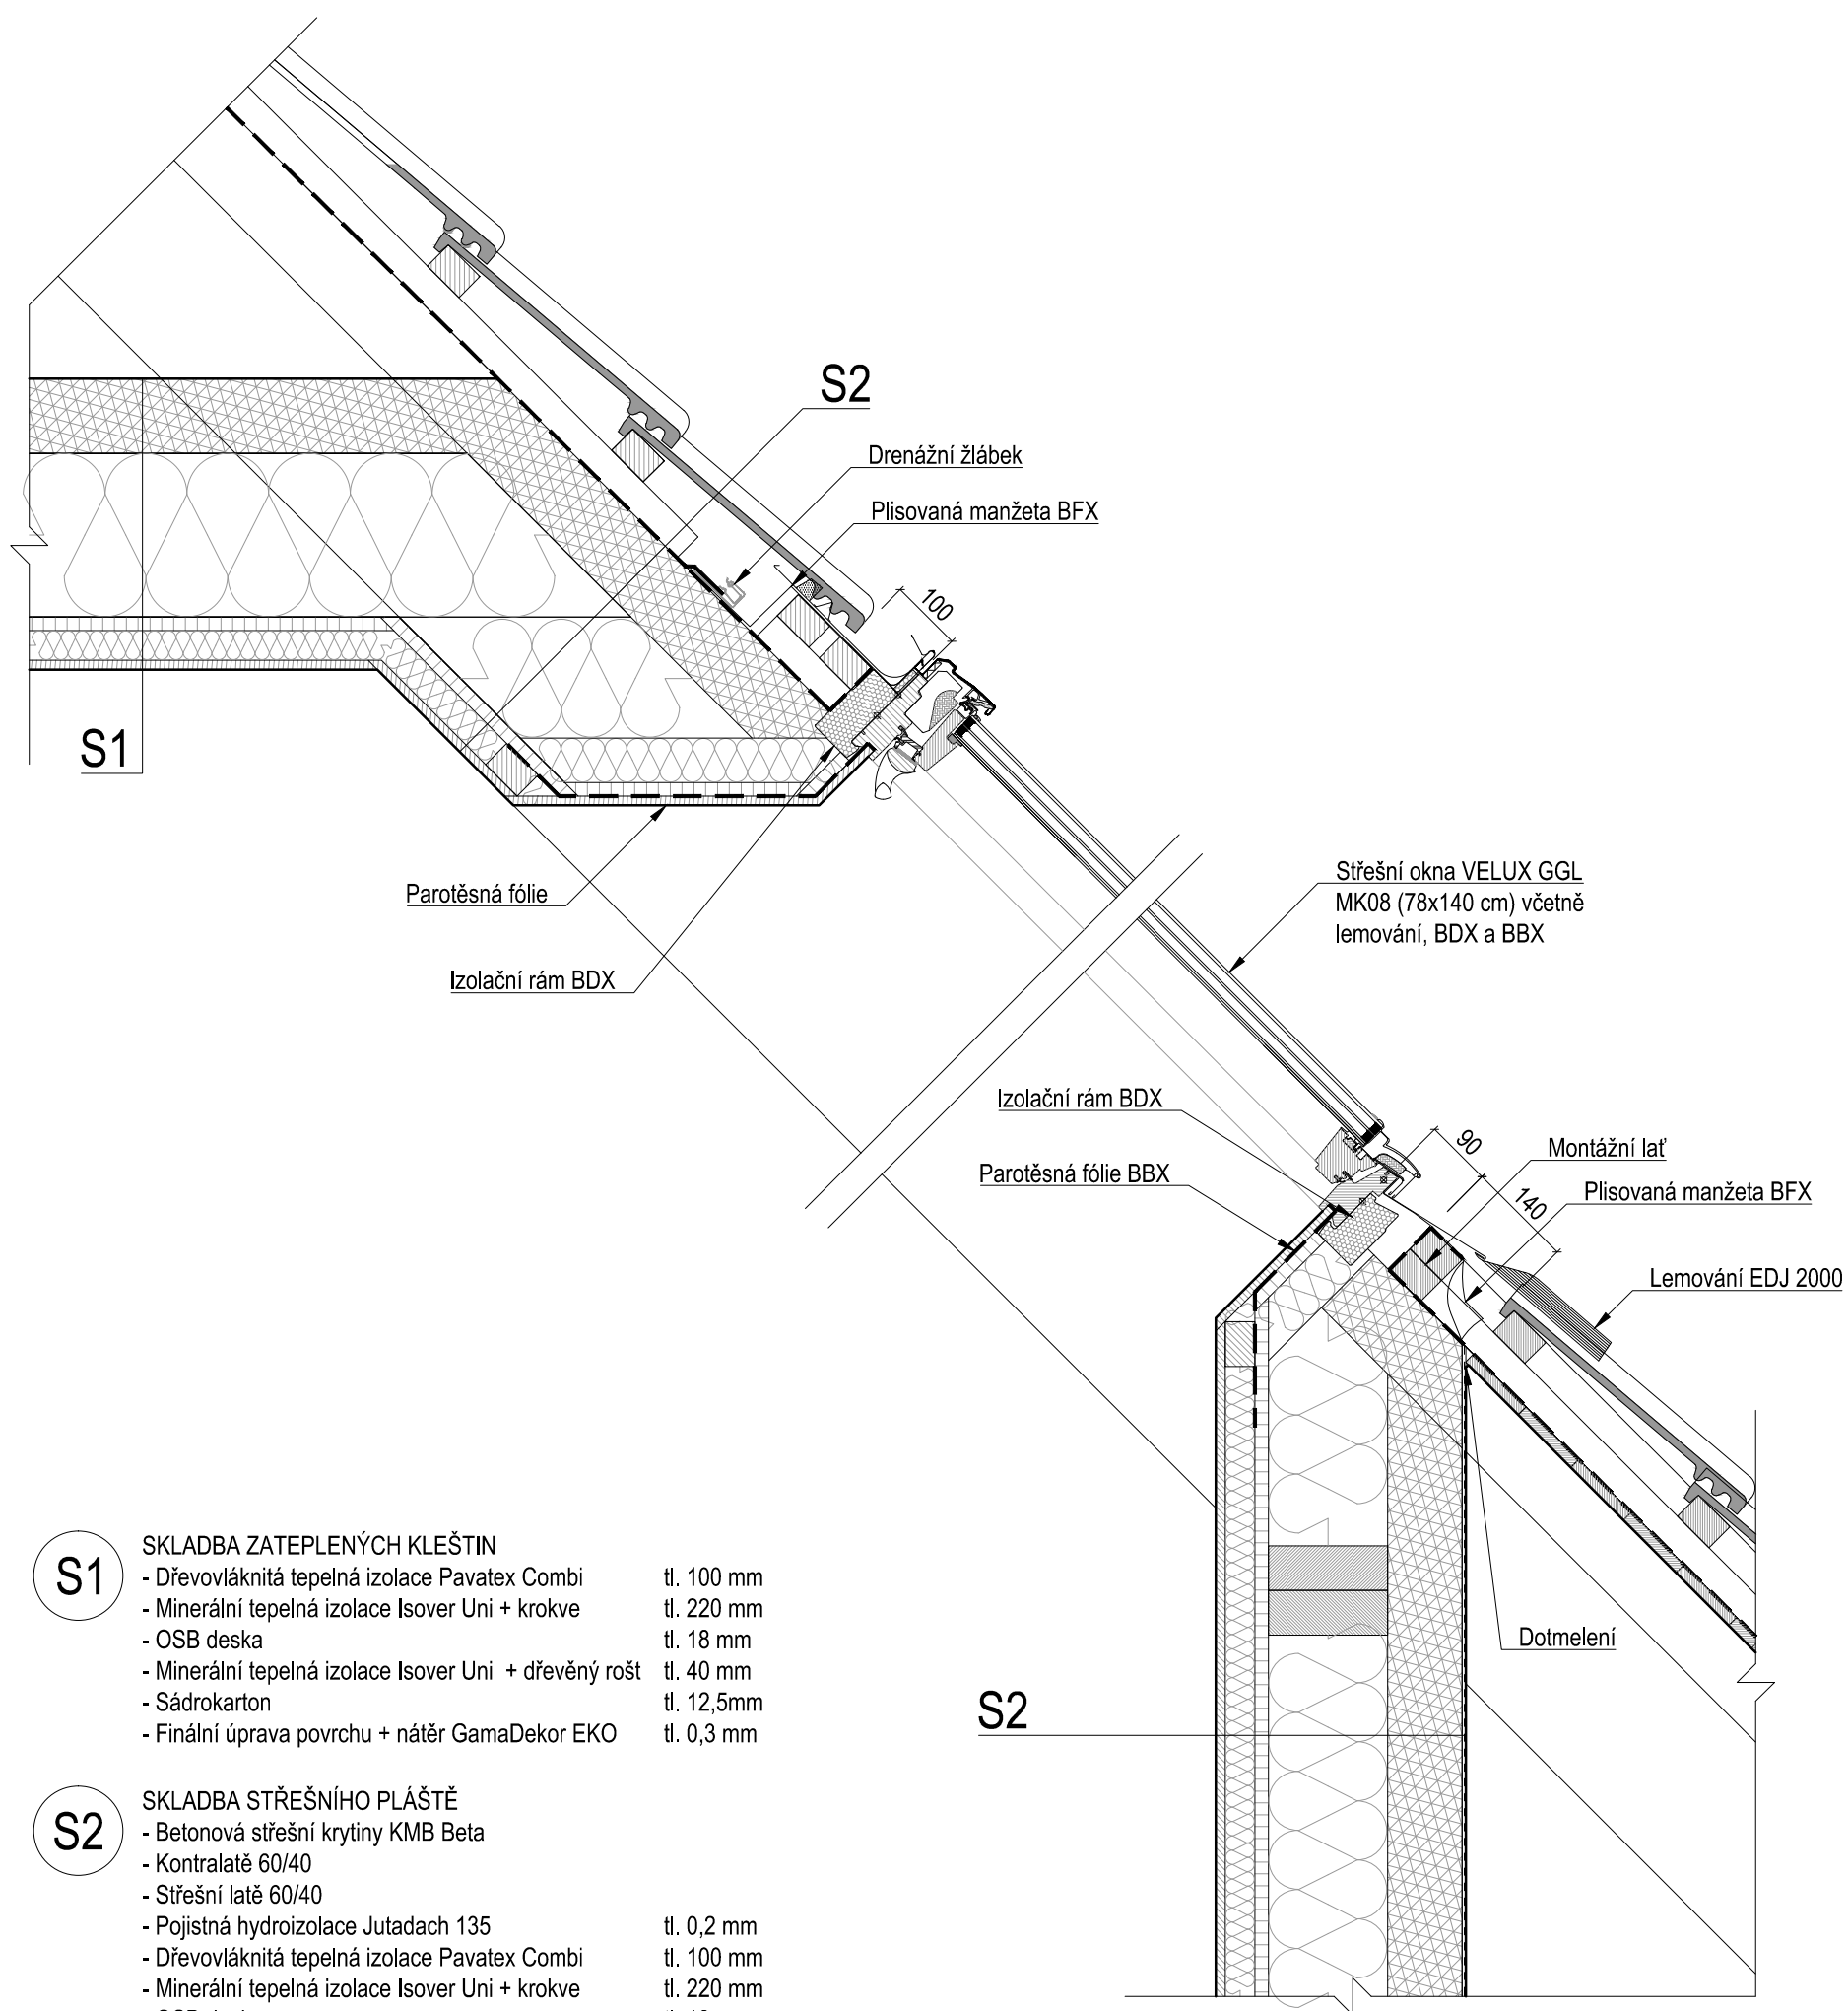 S2
Drenážní žlábek
Plisovaná manžeta BFX
100
S1
Parotěsná fólie
Izolační rám BDX
Střešní okna VELUX GGL
MK08 (78x140 cm) včetně
lemování, BDX a BBX
Izolační rám BDX
Parotěsná fólie BBX
90
140
Montážní lať
Plisovaná manžeta BFX
Lemování EDJ 2000
Dotmelení
S2
S1
SKLADBA ZATEPLENÝCH KLEŠTIN
- Dřevovláknitá tepelná izolace Pavatex Combi tl. 100 mm
- Minerální tepelná izolace Isover Uni + krokve tl. 220 mm
- OSB deska tl. 18 mm
- Minerální tepelná izolace Isover Uni + dřevěný rošt tl. 40 mm
- Sádrokarton tl. 12,5mm
- Finální úprava povrchu + nátěr GamaDekor EKO tl. 0,3 mm
S2
SKLADBA STŘEŠNÍHO PLÁŠTĚ
- Betonová střešní krytiny KMB Beta
- Kontralatě 60/40
- Střešní latě 60/40
- Pojistná hydroizolace Jutadach 135 tl. 0,2 mm
- Dřevovláknitá tepelná izolace Pavatex Combi tl. 100 mm
- Minerální tepelná izolace Isover Uni + krokve tl. 220 mm